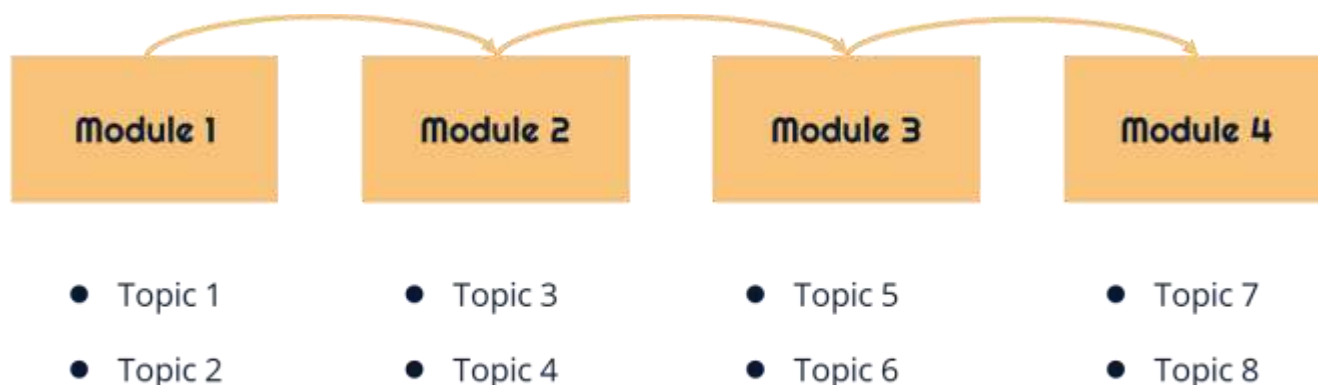 Module 1
Module 2
Module 3
Module 4
Topic 1
Topic 2
Topic 3
Topic 4
Topic 5
Topic 6
Topic 7
Topic 8